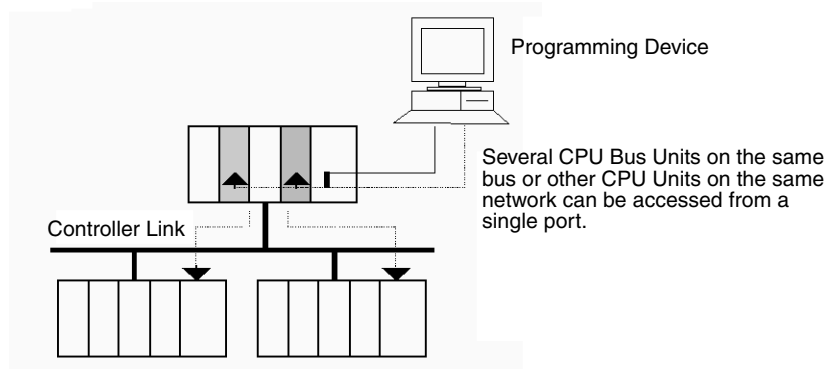 Programming Device
Several CPU Bus Units on the same
bus or other CPU Units on the same
network can be accessed from a
single port.
Controller Link